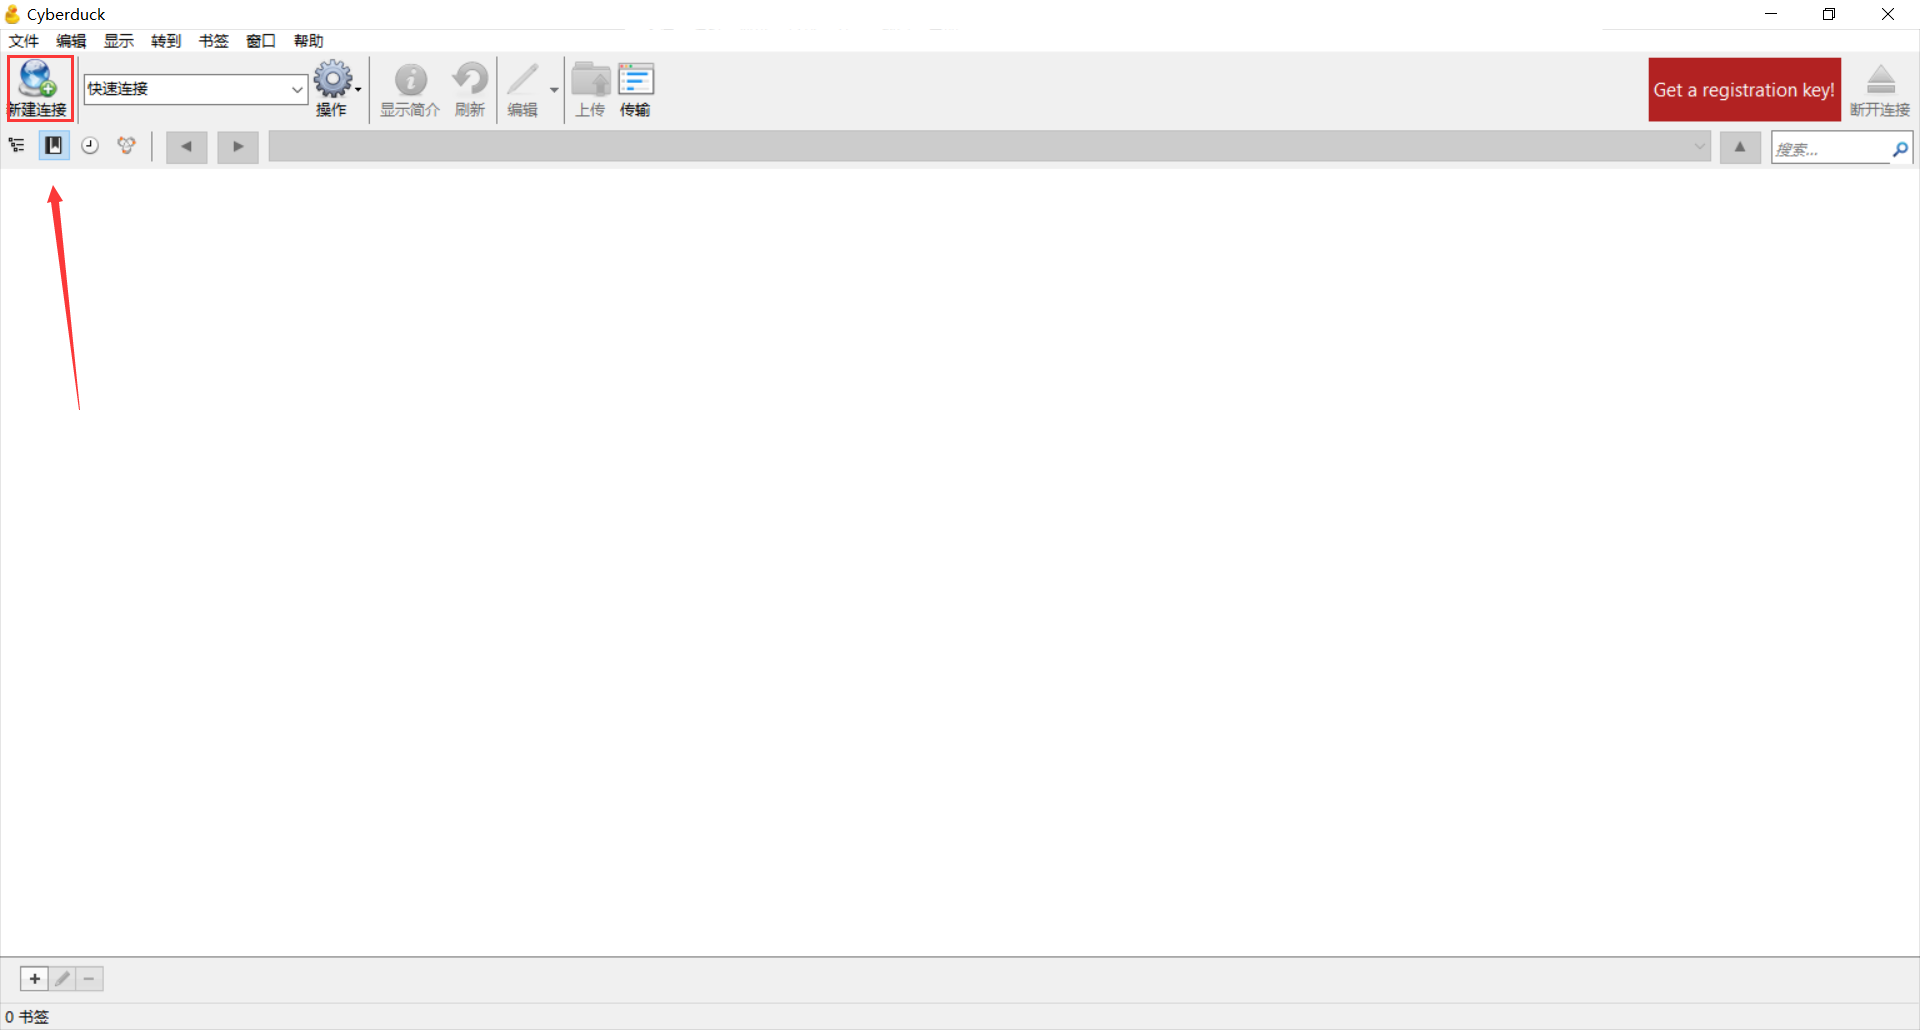 Cyberduck
文件 编辑 显示 转到 书签 窗口 帮助
新建连接 快速连接 操作 显示简介 刷新 编辑 上传 传输 Get a registration key! 断开连接
搜索...
0 书签